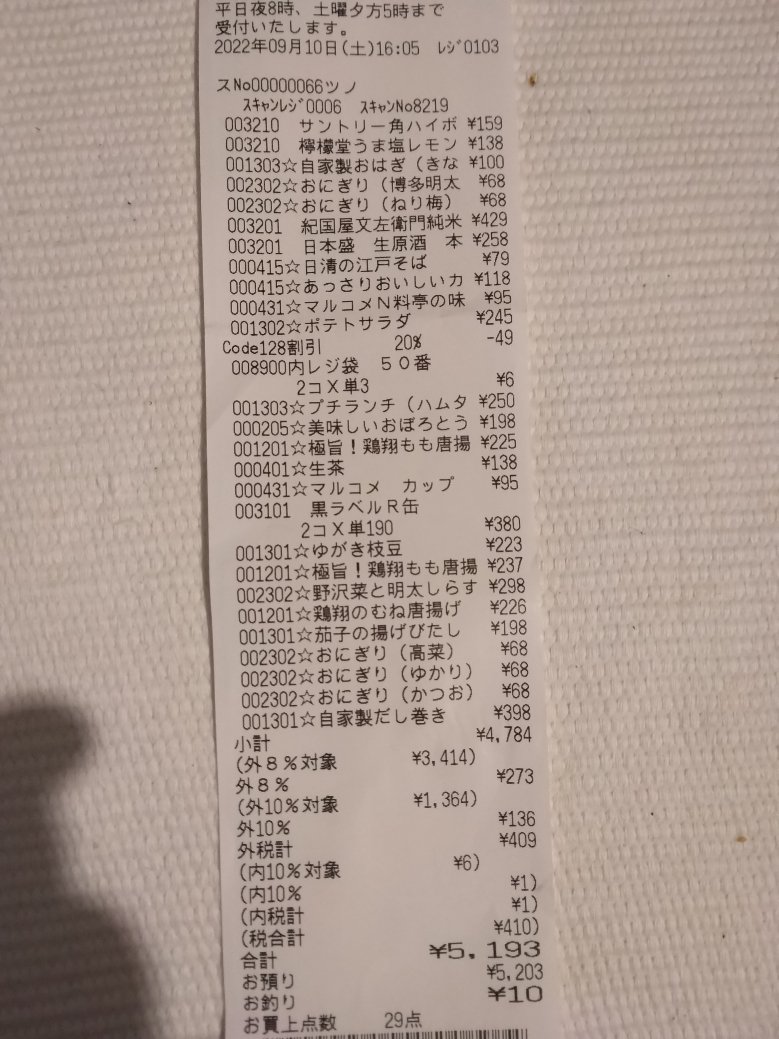 平日夜8時、土曜夕方5時まで
受付いたします。
2022年09月10日(土)16:05 ﾚｼﾞ0103
スNo00000066ツノ
ｽｷｬﾝﾚｼﾞ0006 ｽｷｬﾝNo8219
003210 サントリー角ハイボ ¥159
003210 檸檬堂うま塩レモン ¥138
001303☆自家製おはぎ（きな ¥100
002302☆おにぎり（博多明太 ¥68
002302☆おにぎり（ねり梅） ¥68
003201 紀国屋文左衛門純米 ¥429
003201 日本盛 生原酒 本 ¥258
000415☆日清の江戸そば ¥79
000415☆あっさりおいしいカ ¥118
000431☆マルコメＮ料亭の味 ¥95
001302☆ポテトサラダ ¥245
Code128割引 20% -49
008900内レジ袋 ５０番
2コＸ単3 ¥6
001303☆プチランチ（ハムタ ¥250
000205☆美味しいおぼろとう ¥198
001201☆極旨！鶏翔もも唐揚 ¥225
000401☆生茶 ¥138
000431☆マルコメ カップ ¥95
003101 黒ラベルＲ缶
2コＸ単190 ¥380
001301☆ゆがき枝豆 ¥223
001201☆極旨！鶏翔もも唐揚 ¥237
002302☆野沢菜と明太しらす ¥298
001201☆鶏翔のむね唐揚げ ¥226
001301☆茄子の揚げびたし ¥198
002302☆おにぎり（高菜） ¥68
002302☆おにぎり（ゆかり） ¥68
002302☆おにぎり（かつお） ¥68
001301☆自家製だし巻き ¥398
小計 ¥4,784
(外８％対象 ¥3,414)
外８％ ¥273
(外10％対象 ¥1,364)
外10％ ¥136
外税計 ¥409
(内10％対象 ¥6)
(内10％ ¥1)
(内税計 ¥1)
(税合計 ¥410)
合計 ¥5,193
お預り ¥5,203
お釣り ¥10
お買上点数 29点